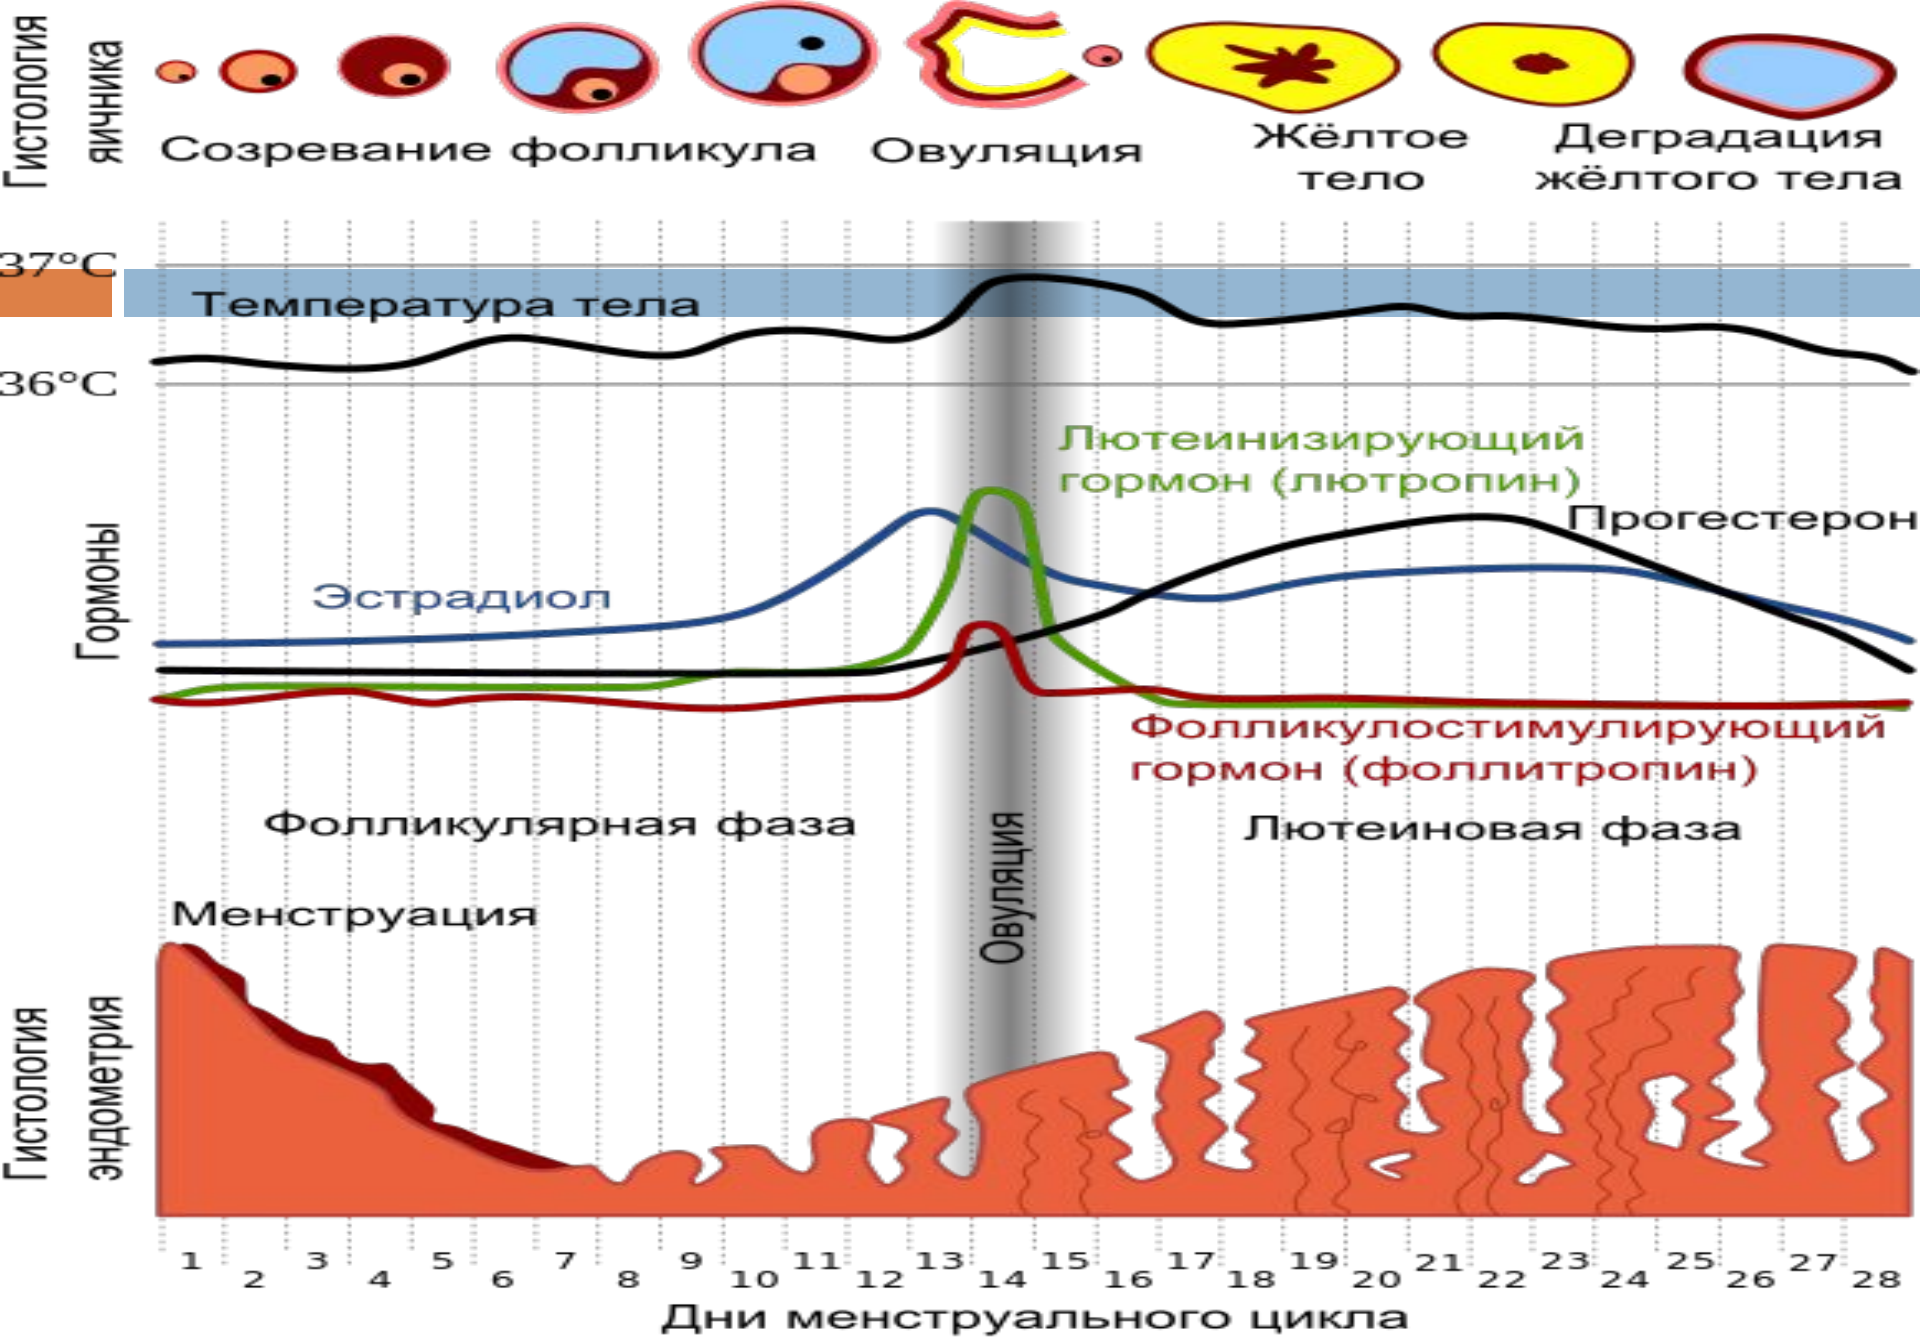 Гистология
яичника
Созревание фолликула
Овуляция
Жёлтое
тело
Деградация
жёлтого тела
37°C
Температура тела
36°C
Гормоны
Лютеинизирующий
гормон (лютропин)
Прогестерон
Эстрадиол
Фолликулостимулирующий
гормон (фоллитропин)
Фолликулярная фаза
Овуляция
Лютеиновая фаза
Менструация
Гистология
эндометрия
1 2 3 4 5 6 7 8 9 10 11 12 13 14 15 16 17 18 19 20 21 22 23 24 25 26 27 28
Дни менструального цикла